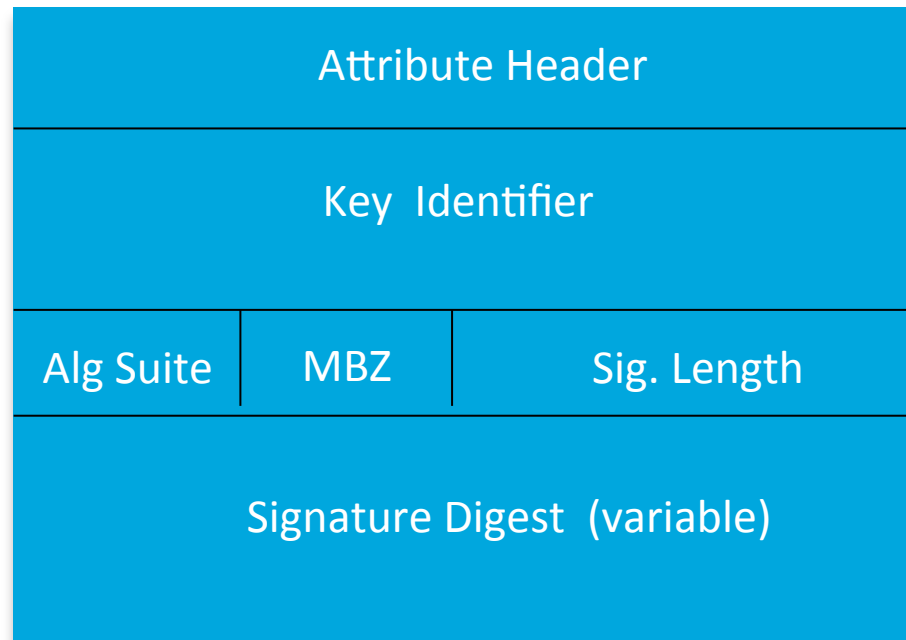 Attribute Header
Key Identifier
Alg Suite MBZ Sig. Length
Signature Digest (variable)